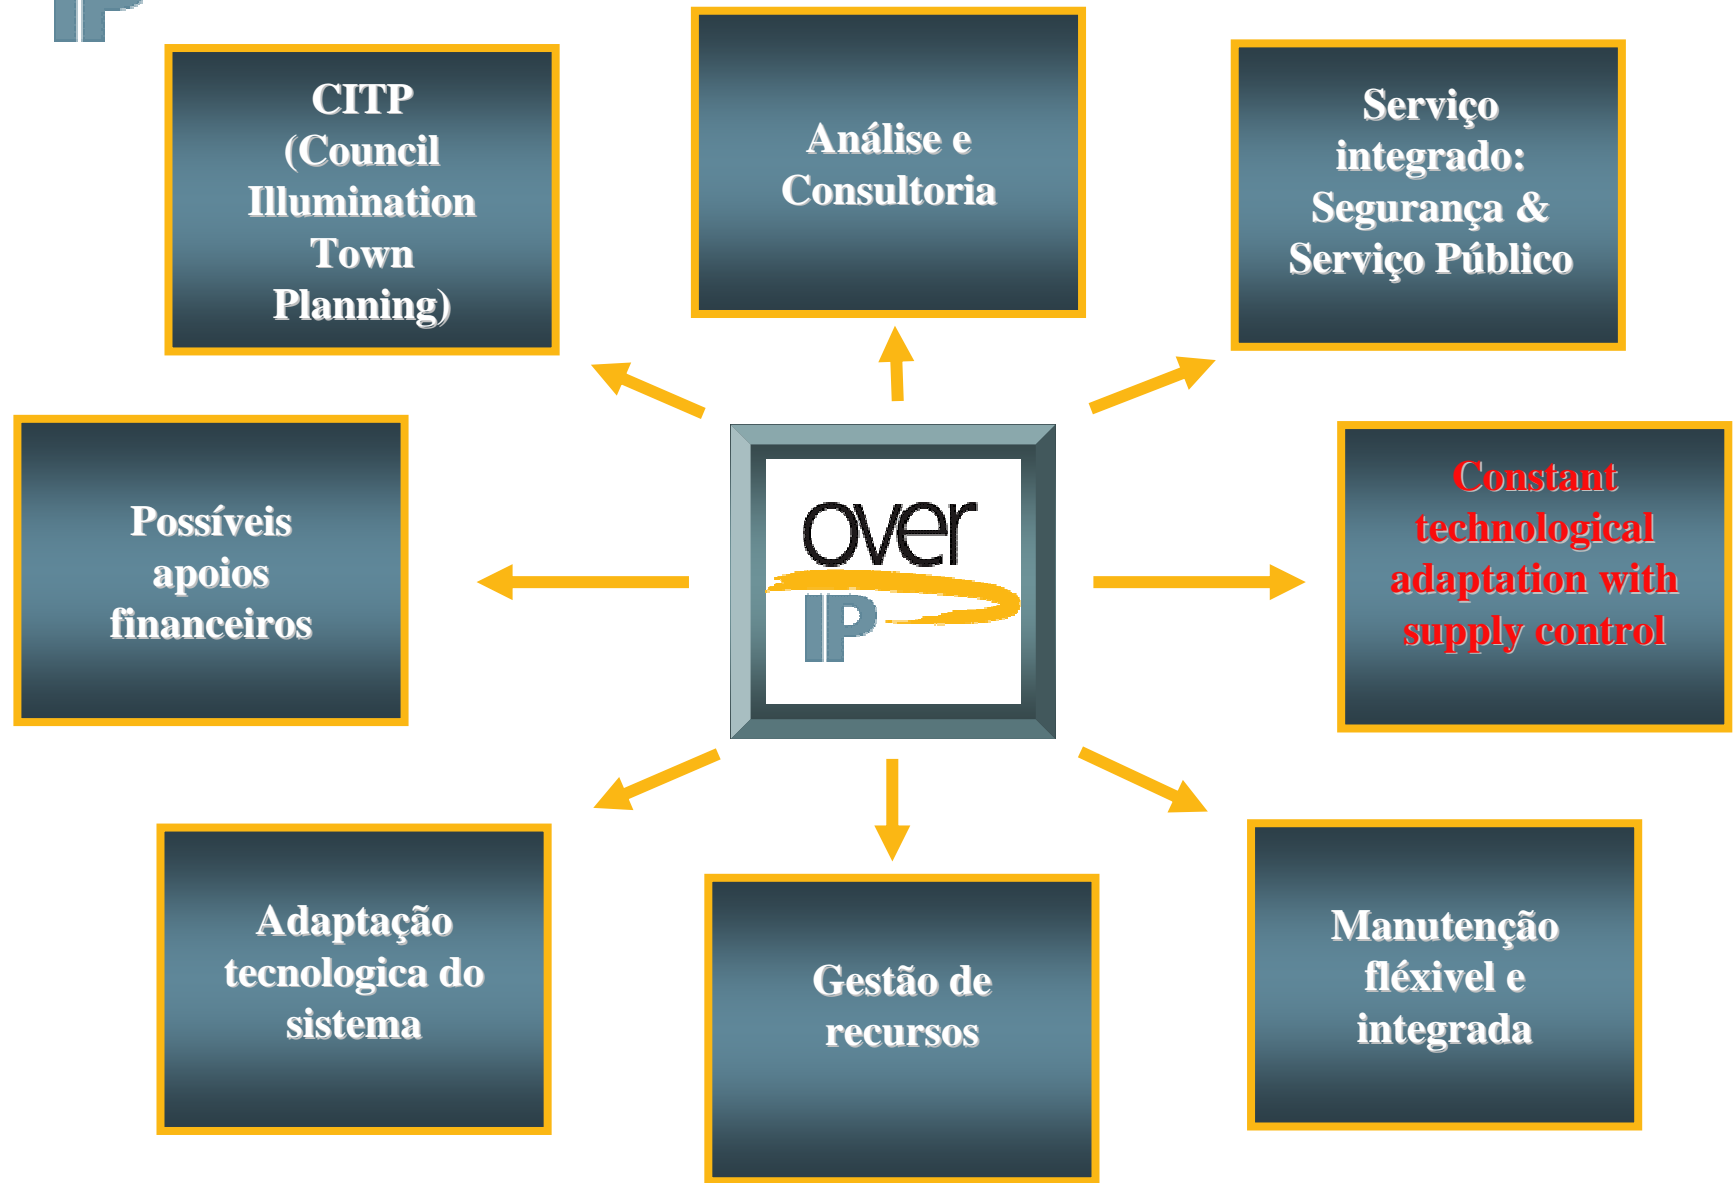 IP
CITP
(Council
Illumination
Town
Planning)
Análise e
Consultoria
Serviço
integrado:
Segurança &
Serviço Público
Possíveis
apoios
financeiros
over
IP
Constant
technological
adaptation with
supply control
Adaptação
tecnologica do
sistema
Gestão de
recursos
Manutenção
fléxivel e
integrada